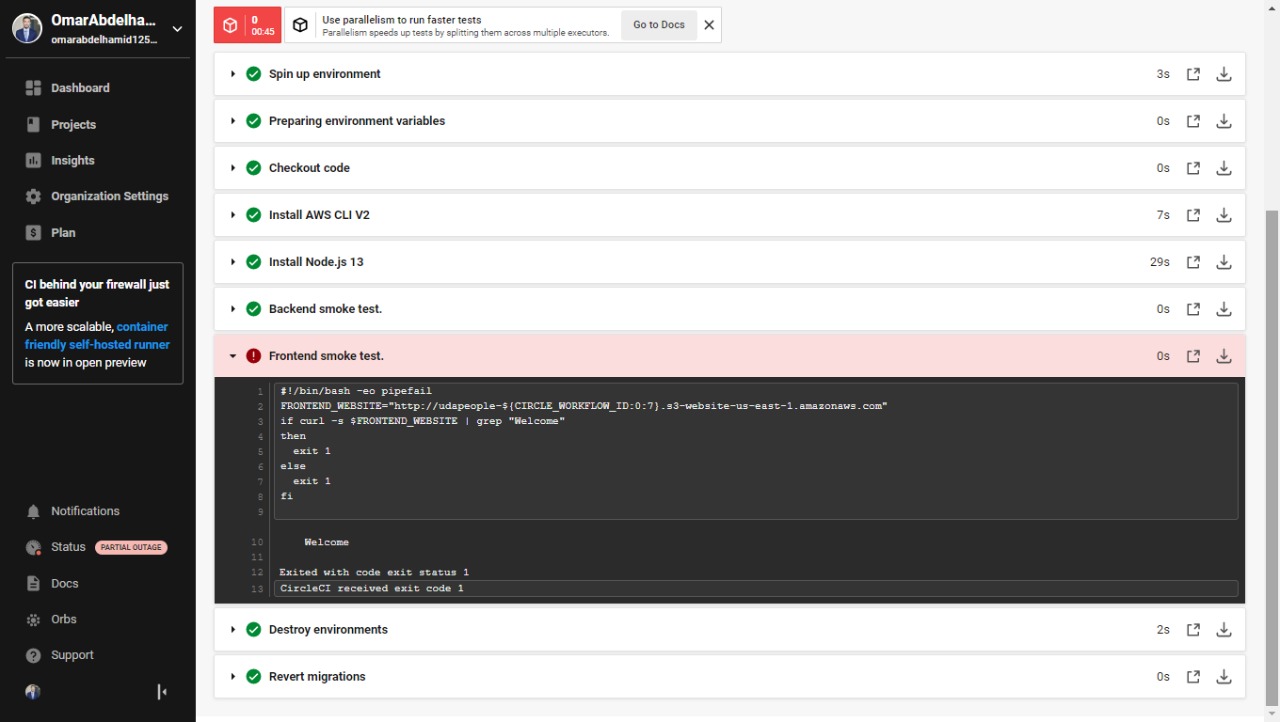 OmarAbdelha...
omarabdelhamid125...
Dashboard
Projects
Insights
Organization Settings
Plan
CI behind your firewall just
got easier
A more scalable, container
friendly self-hosted runner
is now in open preview
Notifications
Status PARTIAL OUTAGE
Docs
Orbs
Support
0
00:45
Use parallelism to run faster tests
Parallelism speeds up tests by splitting them across multiple executors.
Go to Docs
Spin up environment 3s
Preparing environment variables 0s
Checkout code 0s
Install AWS CLI V2 7s
Install Node.js 13 29s
Backend smoke test. 0s
Frontend smoke test. 0s
1 #!/bin/bash -eo pipefail
2 FRONTEND_WEBSITE="http://udapeople-${CIRCLE_WORKFLOW_ID:0:7}.s3-website-us-east-1.amazonaws.com"
3 if curl -s $FRONTEND_WEBSITE | grep "Welcome"
4 then
5 exit 1
6 else
7 exit 1
8 fi
9
10 Welcome
11
12 Exited with code exit status 1
13 CircleCI received exit code 1
Destroy environments 2s
Revert migrations 0s